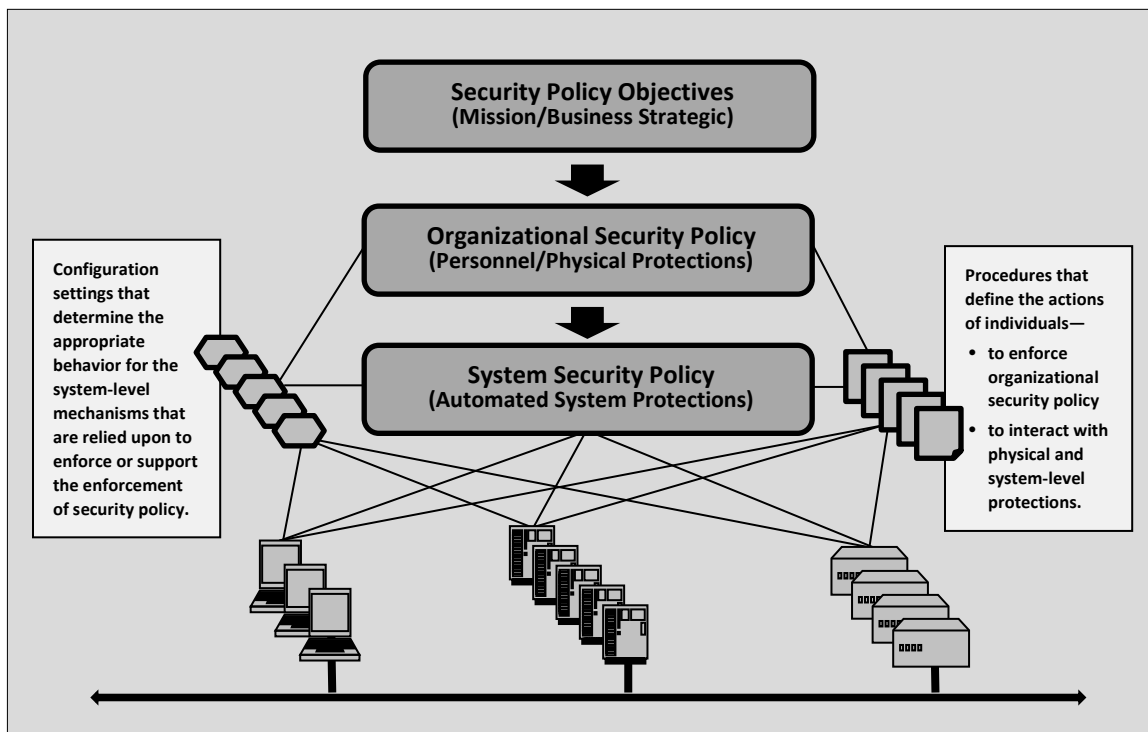 Security Policy Objectives
(Mission/Business Strategic)
Organizational Security Policy
(Personnel/Physical Protections)
System Security Policy
(Automated System Protections)
Configuration
settings that
determine the
appropriate
behavior for the
system-level
mechanisms that
are relied upon to
enforce or support
the enforcement
of security policy.
Procedures that
define the actions
of individuals—
• to enforce
organizational
security policy
• to interact with
physical and
system-level
protections.